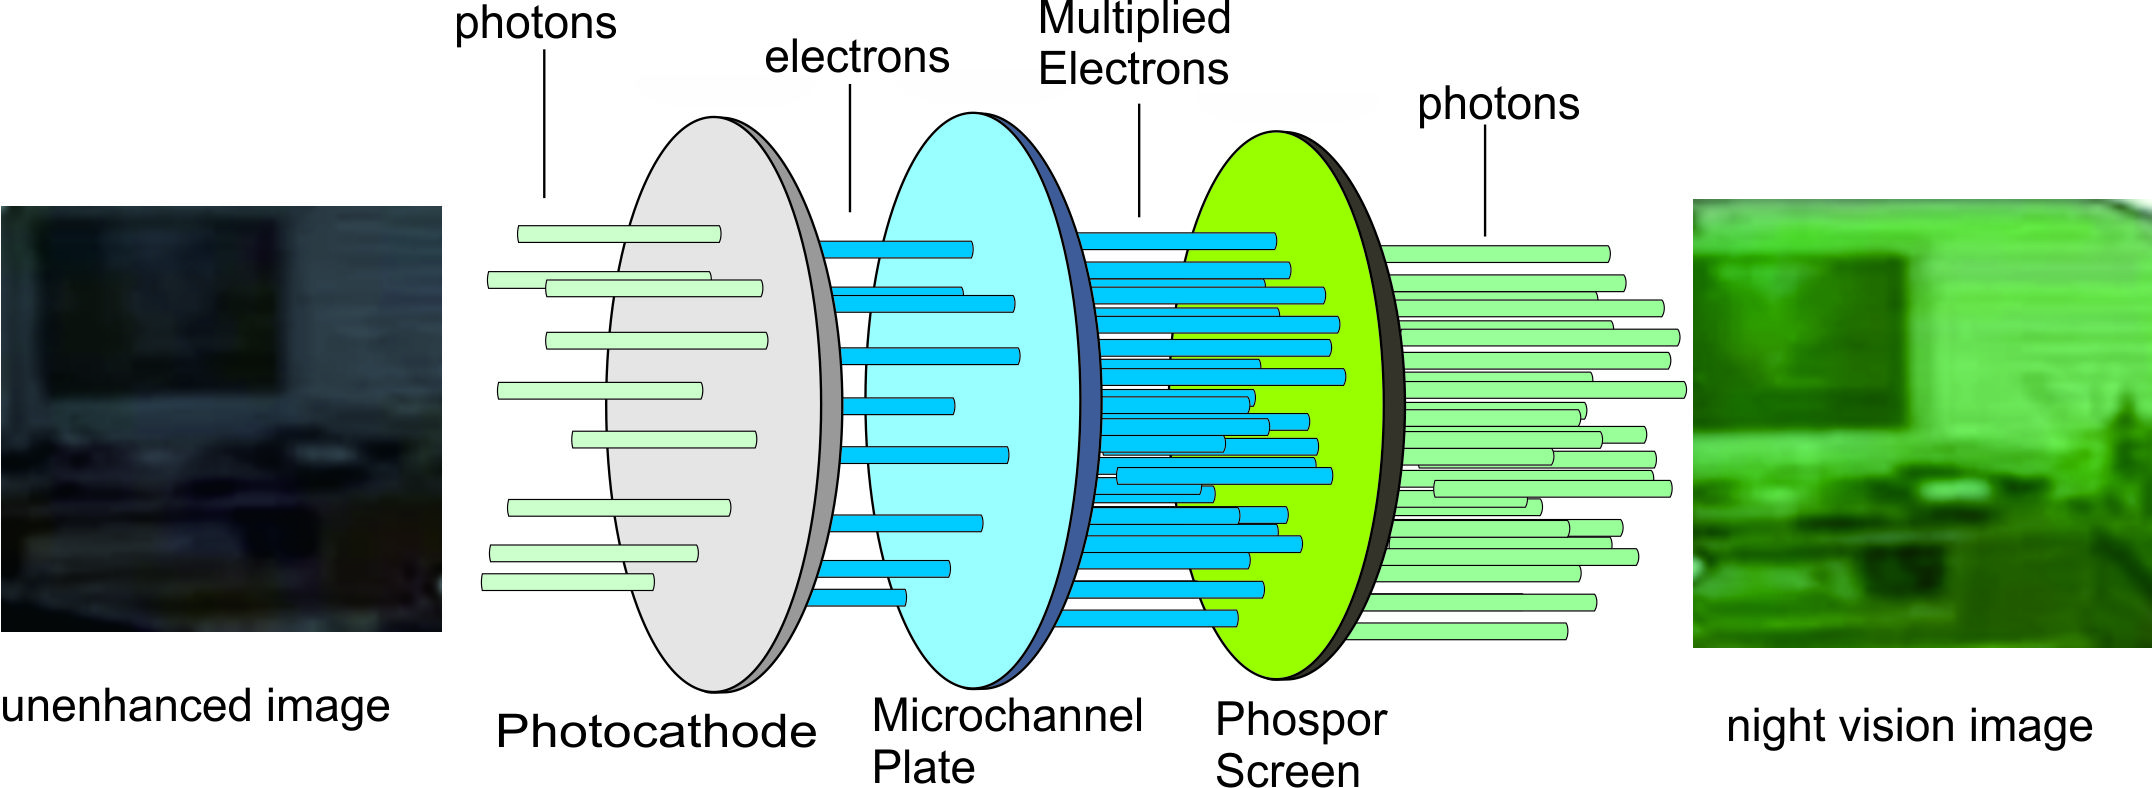 photons
electrons
Multiplied
Electrons
photons
unenhanced image
Photocathode
Microchannel
Plate
Phospor
Screen
night vision image